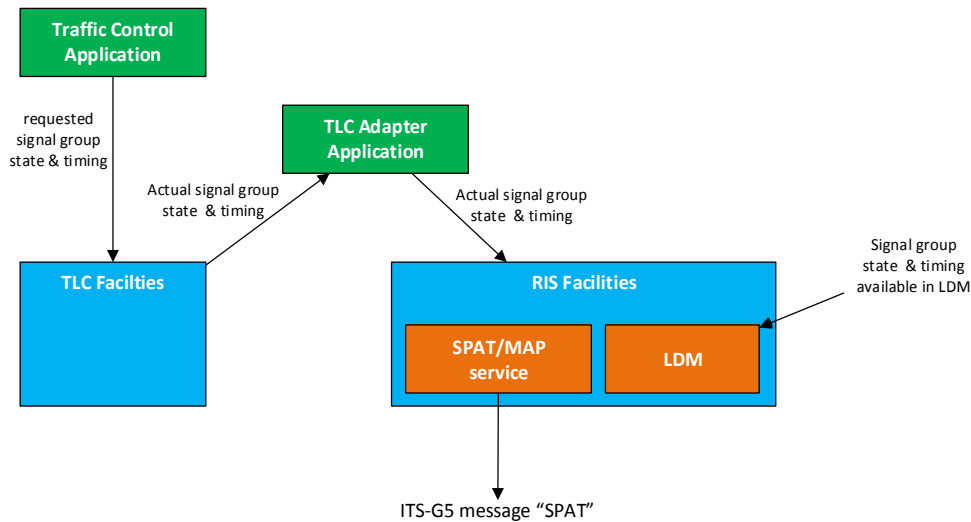 Traffic Control
Application
requested
signal group
state & timing
TLC Adapter
Application
Actual signal group
state & timing
Actual signal group
state & timing
TLC Facilties
RIS Facilities
Signal group
state & timing
available in LDM
SPAT/MAP
service
LDM
ITS-G5 message “SPAT”